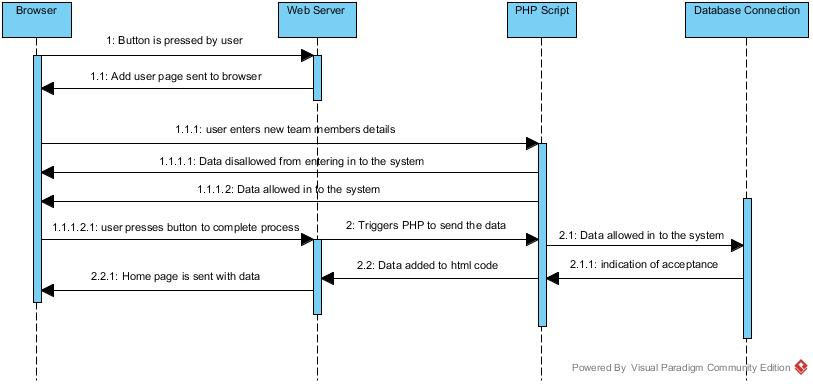 Browser
Web Server
PHP Script
Database Connection
1: Button is pressed by user
1.1: Add user page sent to browser
1.1.1: user enters new team members details
1.1.1.1: Data disallowed from entering in to the system
1.1.1.2: Data allowed in to the system
1.1.1.2.1: user presses button to complete process
2: Triggers PHP to send the data
2.1: Data allowed in to the system
2.1.1: indication of acceptance
2.2: Data added to html code
2.2.1: Home page is sent with data
Powered By Visual Paradigm Community Edition